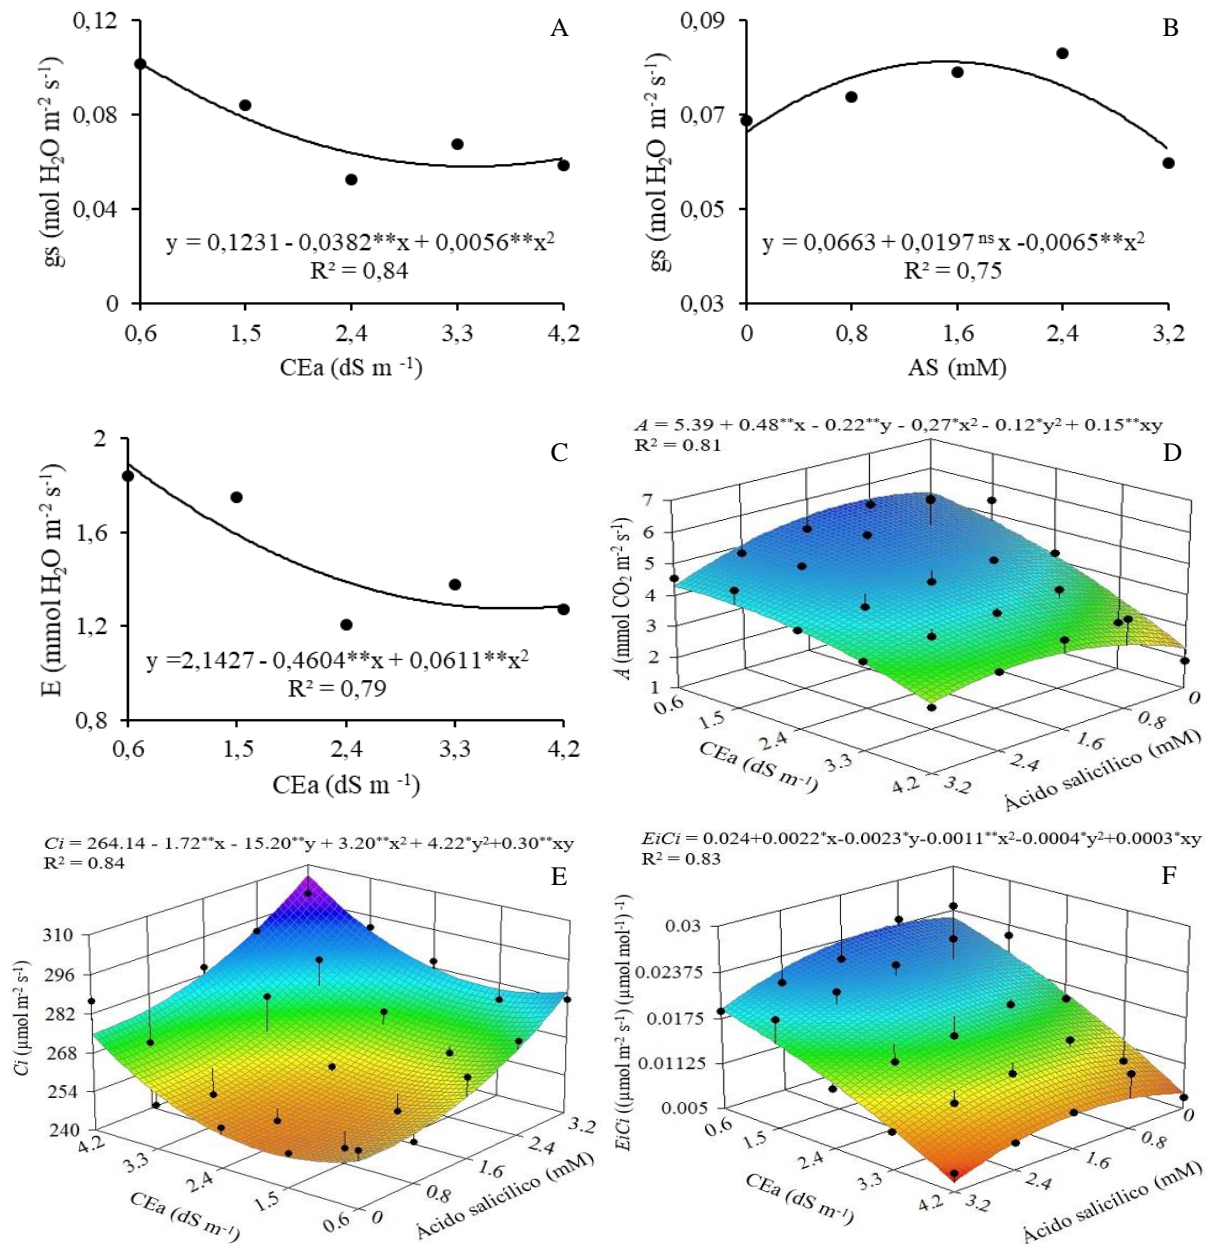 A
gs (mol H₂O m⁻² s⁻¹)
0,12
0,08
0,04
0
y = 0,1231 - 0,0382**x + 0,0056**x²
R² = 0,84
0,6 1,5 2,4 3,3 4,2
CEa (dS m ⁻¹)
B
gs (mol H₂O m⁻² s⁻¹)
0,09
0,07
0,05
0,03
y = 0,0663 + 0,0197 ⁿˢ x -0,0065**x²
R² = 0,75
0 0,8 1,6 2,4 3,2
AS (mM)
C
E (mmol H₂O m⁻² s⁻¹)
2
1,6
1,2
0,8
y =2,1427 - 0,4604**x + 0,0611**x²
R² = 0,79
0,6 1,5 2,4 3,3 4,2
CEa (dS m ⁻¹)
A = 5.39 + 0.48**x - 0.22**y - 0,27*x² - 0.12*y² + 0.15**xy
R² = 0.81
D
A (mmol CO₂ m⁻² s⁻¹)
7
6
5
4
3
2
1
0.6 1.5 2.4 3.3 4.2
CEa (dS m⁻¹)
3.2 2.4 1.6 0.8 0
Ácido salicílico (mM)
Ci = 264.14 - 1.72**x - 15.20**y + 3.20**x² + 4.22*y²+0.30**xy
R² = 0.84
E
Ci (µmol m⁻² s⁻¹)
310
296
282
268
254
240
4.2 3.3 2.4 1.5 0.6
CEa (dS m⁻¹)
0 0.8 1.6 2.4 3.2
Ácido salicílico (mM)
EiCi = 0.024+0.0022*x-0.0023*y-0.0011**x²-0.0004*y²+0.0003*xy
R² = 0.83
F
EiCi ((µmol m⁻² s⁻¹) (µmol mol⁻¹) ⁻¹)
0.03
0.02375
0.0175
0.01125
0.005
0.6 1.5 2.4 3.3 4.2
CEa (dS m⁻¹)
3.2 2.4 1.6 0.8 0
Ácido salicílico (mM)